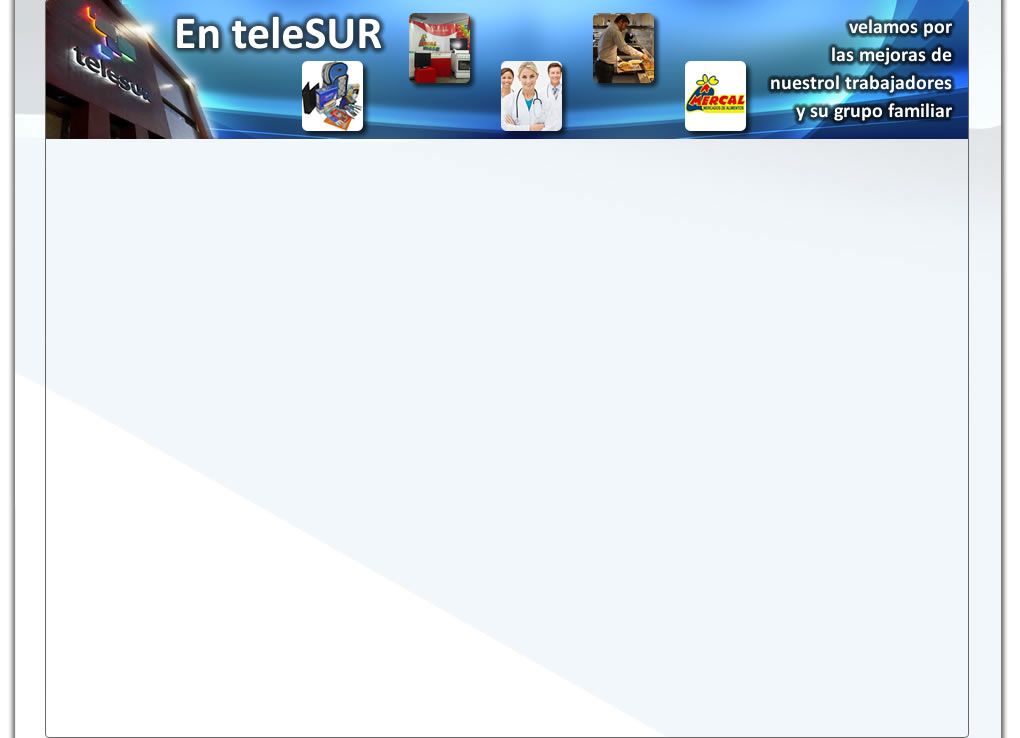 telesur
En teleSUR
MERCAL
MERCADOS DE ALIMENTOS
velamos por
las mejoras de
nuestrol trabajadores
y su grupo familiar